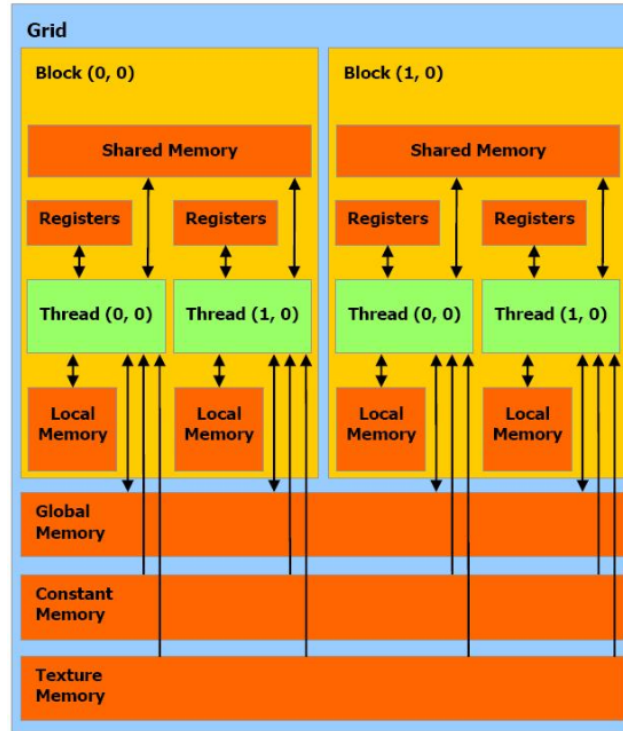 Grid
Block (0, 0)
Block (1, 0)
Shared Memory
Shared Memory
Registers
Registers
Registers
Registers
Thread (0, 0)
Thread (1, 0)
Thread (0, 0)
Thread (1, 0)
Local
Memory
Local
Memory
Local
Memory
Local
Memory
Global
Memory
Constant
Memory
Texture
Memory